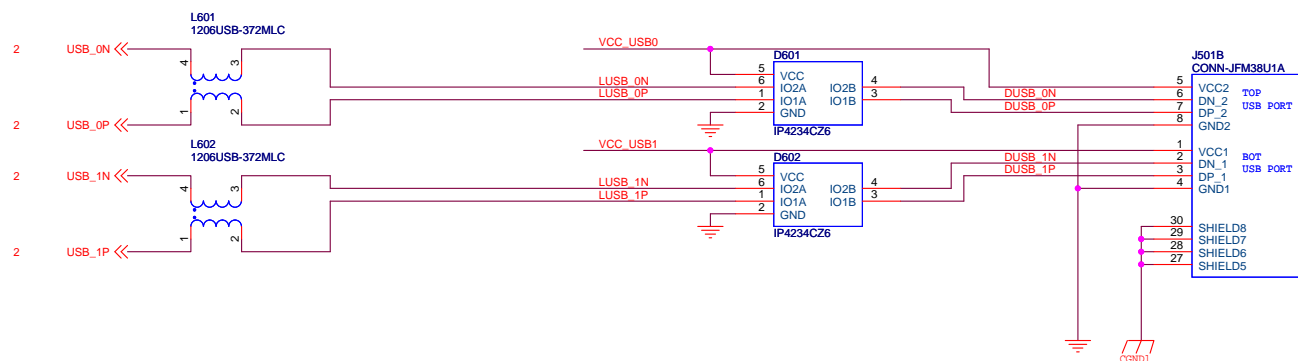 L601
1206USB-372MLC
2 USB_0N
4 3
1 2
2 USB_0P
L602
1206USB-372MLC
2 USB_1N
4 3
1 2
2 USB_1P
VCC_USB0
LUSB_0N
LUSB_0P
D601
5 VCC
6 IO2A IO2B 4
1 IO1A IO1B 3
2 GND
IP4234CZ6
DUSB_0N
DUSB_0P
VCC_USB1
LUSB_1N
LUSB_1P
D602
5 VCC
6 IO2A IO2B 4
1 IO1A IO1B 3
2 GND
IP4234CZ6
DUSB_1N
DUSB_1P
J501B
CONN-JFM38U1A
5 VCC2
6 DN_2 TOP
7 DP_2 USB PORT
8 GND2
1 VCC1
2 DN_1 BOT
3 DP_1 USB PORT
4 GND1
30 SHIELD8
29 SHIELD7
28 SHIELD6
27 SHIELD5
CGND1